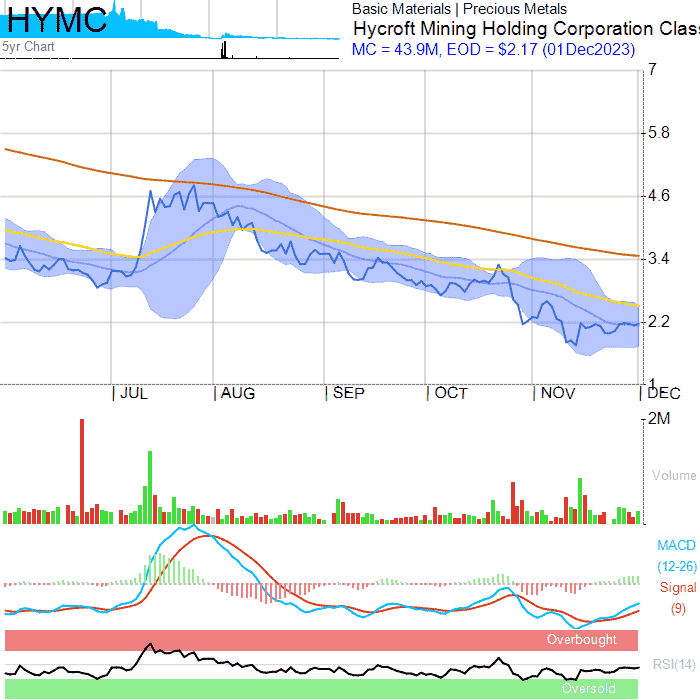 HYMC
5yr Chart
Basic Materials | Precious Metals
Hycroft Mining Holding Corporation Clas
MC = 43.9M, EOD = $2.17 (01Dec2023)
7
5.8
4.6
3.4
2.2
1
| JUL | AUG | SEP | OCT | NOV | DEC
2M
Volume
MACD
(12-26)
Signal
(9)
Overbought
RSI(14)
Oversold